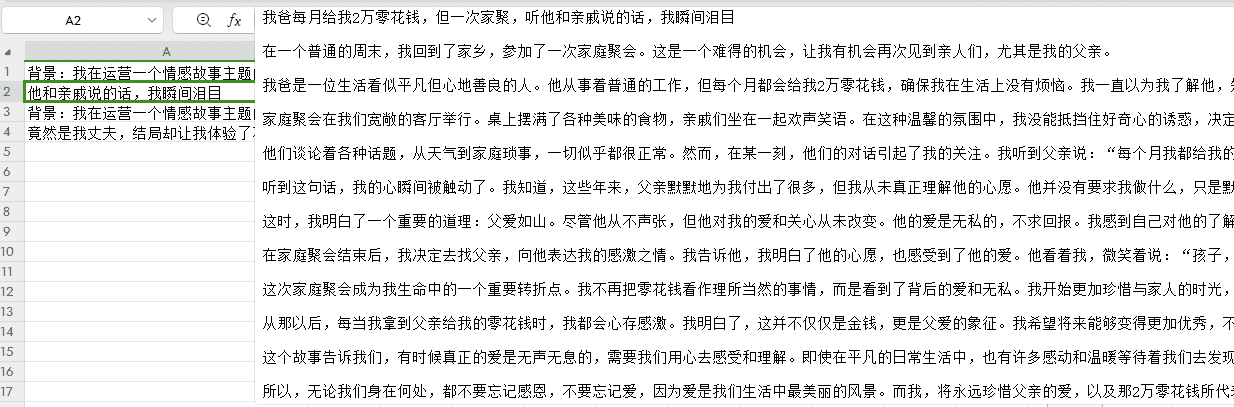 A2
fx
我爸每月给我2万零花钱，但一次家聚，听他和亲戚说的话，我瞬间泪目
在一个普通的周末，我回到了家乡，参加了一次家庭聚会。这是一个难得的机会，让我有机会再次见到亲人们，尤其是我的父亲。
A
我爸是一位生活看似平凡但心地善良的人。他从事着普通的工作，但每个月都会给我2万零花钱，确保我在生活上没有烦恼。我一直以为我了解他，
1 背景：我在运营一个情感故事主题
2 他和亲戚说的话，我瞬间泪目
3 背景：我在运营一个情感故事主题
4 竟然是我丈夫，结局却让我体验了
家庭聚会在我们宽敞的客厅举行。桌上摆满了各种美味的食物，亲戚们坐在一起欢声笑语。在这种温馨的氛围中，我没能抵挡住好奇心的诱惑，决定
5
他们谈论着各种话题，从天气到家庭琐事，一切似乎都很正常。然而，在某一刻，他们的对话引起了我的关注。我听到父亲说：“每个月我都给我的
6
7
听到这句话，我的心瞬间被触动了。我知道，这些年来，父亲默默地为我付出了很多，但我从未真正理解他的心愿。他并没有要求我做什么，只是默
8
这时，我明白了一个重要的道理：父爱如山。尽管他从不声张，但他对我的爱和关心从未改变。他的爱是无私的，不求回报。我感到自己对他的了解
9
10
在家庭聚会结束后，我决定去找父亲，向他表达我的感激之情。我告诉他，我明白了他的心愿，也感受到了他的爱。他看着我，微笑着说：“孩子，
11
12
这次家庭聚会成为我生命中的一个重要转折点。我不再把零花钱看作理所当然的事情，而是看到了背后的爱和无私。我开始更加珍惜与家人的时光，
13
从那以后，每当我拿到父亲给我的零花钱时，我都会心存感激。我明白了，这并不仅仅是金钱，更是父爱的象征。我希望将来能够变得更加优秀，不
14
15
这个故事告诉我们，有时候真正的爱是无声无息的，需要我们用心去感受和理解。即使在平凡的日常生活中，也有许多感动和温暖等待着我们去发现
16
17
所以，无论我们身在何处，都不要忘记感恩，不要忘记爱，因为爱是我们生活中最美丽的风景。而我，将永远珍惜父亲的爱，以及那2万零花钱所代